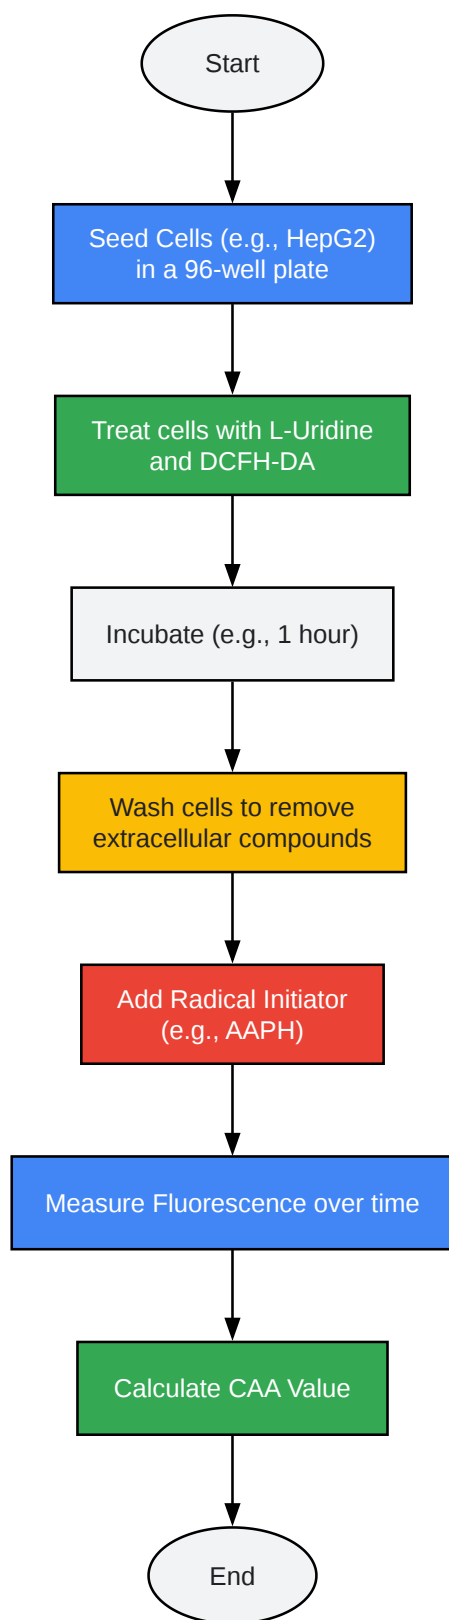 Start
Seed Cells (e.g., HepG2)
in a 96-well plate
Treat cells with L-Uridine
and DCFH-DA
Incubate (e.g., 1 hour)
Wash cells to remove
extracellular compounds
Add Radical Initiator
(e.g., AAPH)
Measure Fluorescence over time
Calculate CAA Value
End